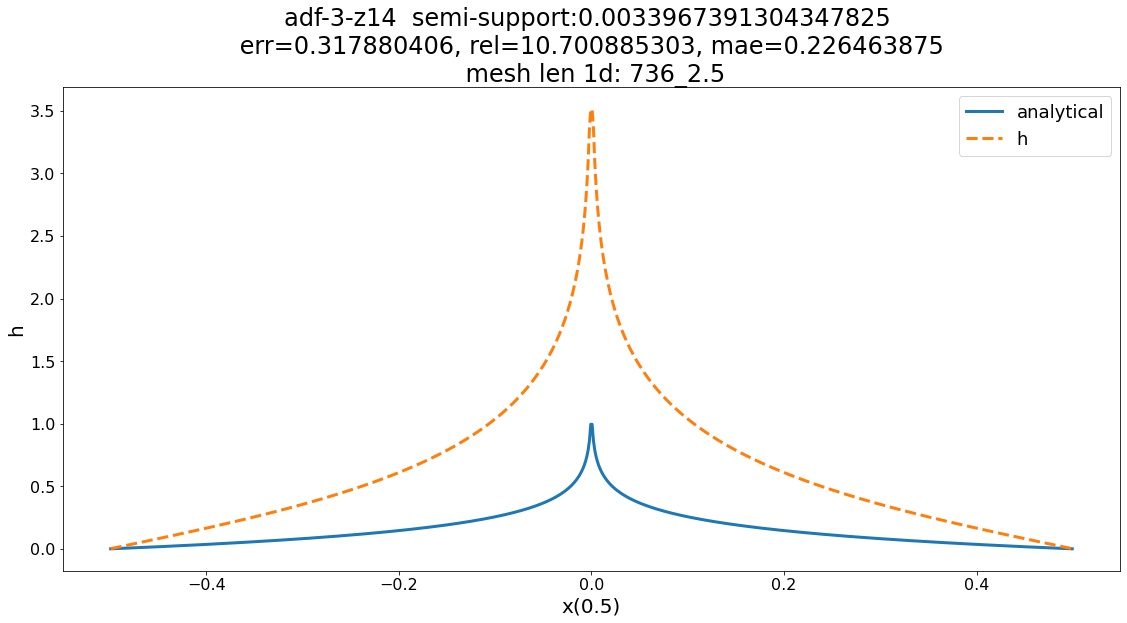 adf-3-z14 semi-support:0.0033967391304347825
err=0.317880406, rel=10.700885303, mae=0.226463875
mesh len 1d: 736_2.5
3.5
3.0
2.5
2.0
1.5
1.0
0.5
0.0
h
analytical
h
−0.4
−0.2
0.0
0.2
0.4
x(0.5)